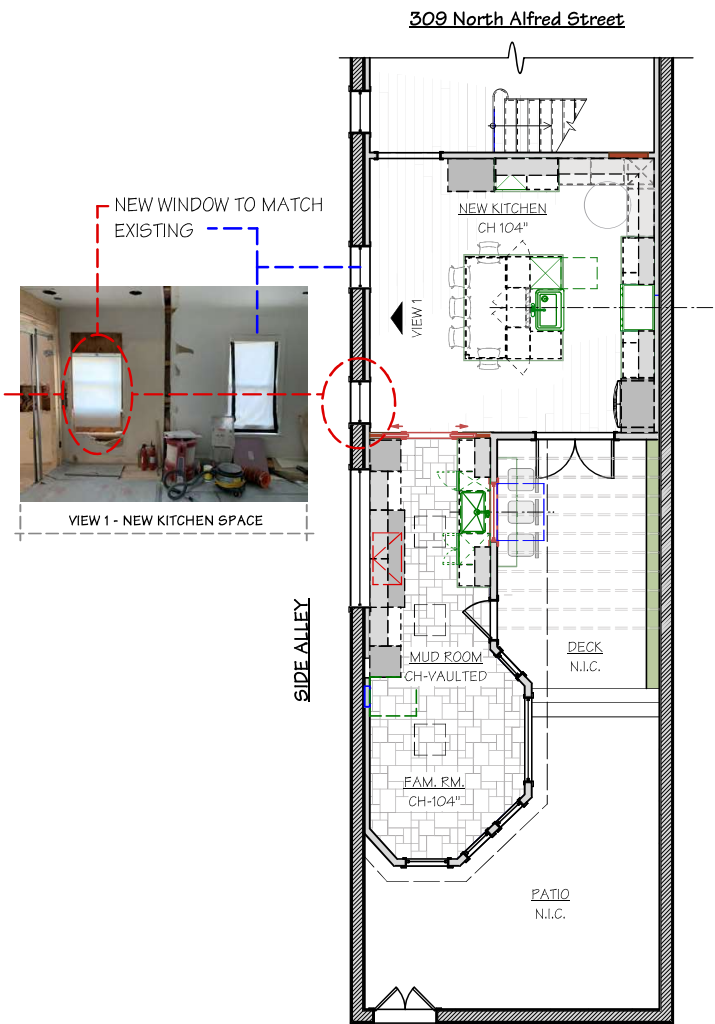 309 North Alfred Street
NEW WINDOW TO MATCH
EXISTING
NEW KITCHEN
CH 104"
VIEW 1
VIEW 1 - NEW KITCHEN SPACE
SIDE ALLEY
MUD ROOM
CH-VAULTED
DECK
N.I.C.
FAM. RM.
CH-104"
PATIO
N.I.C.